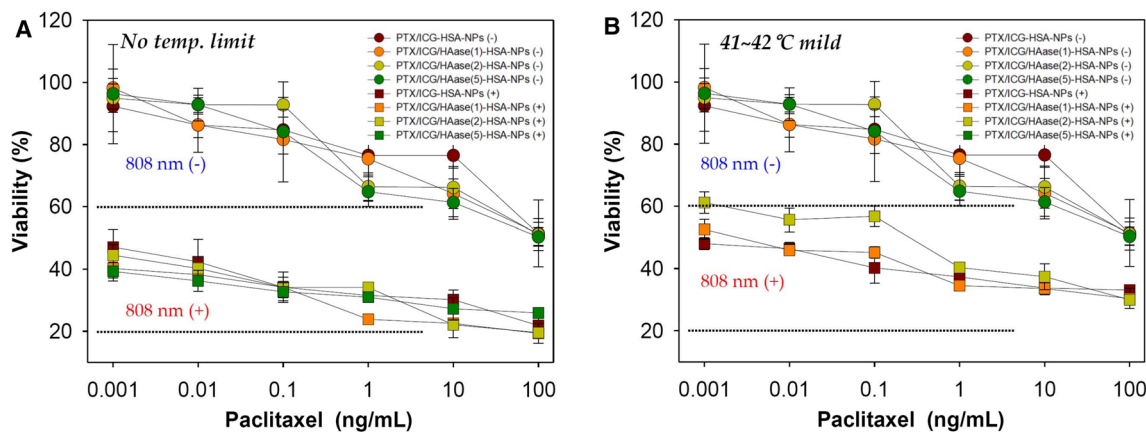 A
No temp. limit
PTX/ICG-HSA-NPs (-)
PTX/ICG/HAase(1)-HSA-NPs (-)
PTX/ICG/HAase(2)-HSA-NPs (-)
PTX/ICG/HAase(5)-HSA-NPs (-)
PTX/ICG-HSA-NPs (+)
PTX/ICG/HAase(1)-HSA-NPs (+)
PTX/ICG/HAase(2)-HSA-NPs (+)
PTX/ICG/HAase(5)-HSA-NPs (+)
120
100
80
60
40
20
Viability (%)
808 nm (-)
808 nm (+)
0.001 0.01 0.1 1 10 100
Paclitaxel (ng/mL)
B
41~42 ℃ mild
PTX/ICG-HSA-NPs (-)
PTX/ICG/HAase(1)-HSA-NPs (-)
PTX/ICG/HAase(2)-HSA-NPs (-)
PTX/ICG/HAase(5)-HSA-NPs (-)
PTX/ICG-HSA-NPs (+)
PTX/ICG/HAase(1)-HSA-NPs (+)
PTX/ICG/HAase(2)-HSA-NPs (+)
PTX/ICG/HAase(5)-HSA-NPs (+)
120
100
80
60
40
20
Viability (%)
808 nm (-)
808 nm (+)
0.001 0.01 0.1 1 10 100
Paclitaxel (ng/mL)